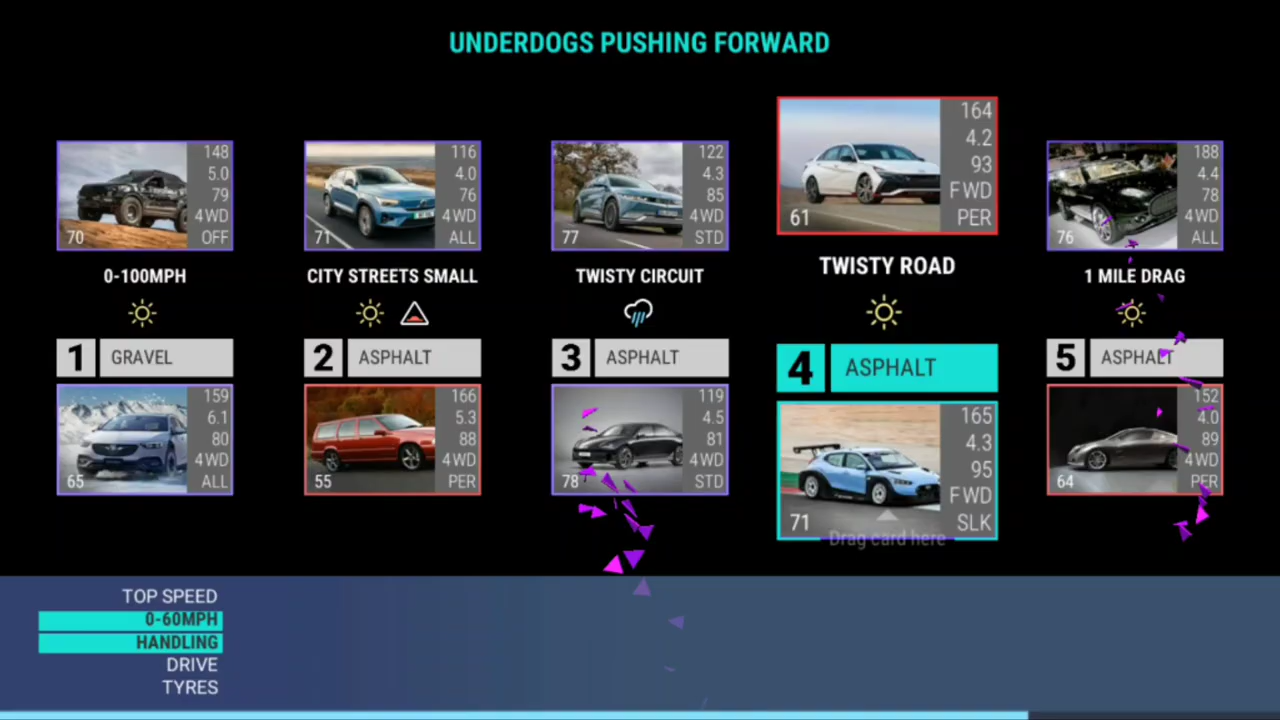 UNDERDOGS PUSHING FORWARD
148
5.0
79
4WD
OFF
70
116
4.0
76
4WD
ALL
71
122
4.3
85
4WD
STD
77
164
4.2
93
FWD
PER
61
188
4.4
78
4WD
ALL
76
0-100MPH
CITY STREETS SMALL
TWISTY CIRCUIT
TWISTY ROAD
1 MILE DRAG
1 GRAVEL
2 ASPHALT
3 ASPHALT
4 ASPHALT
5 ASPHALT
159
6.1
80
4WD
ALL
65
166
5.3
88
4WD
PER
55
119
4.5
81
4WD
STD
78
165
4.3
95
FWD
SLK
71
Drag card here
152
4.0
89
4WD
PER
64
TOP SPEED
0-60MPH
HANDLING
DRIVE
TYRES